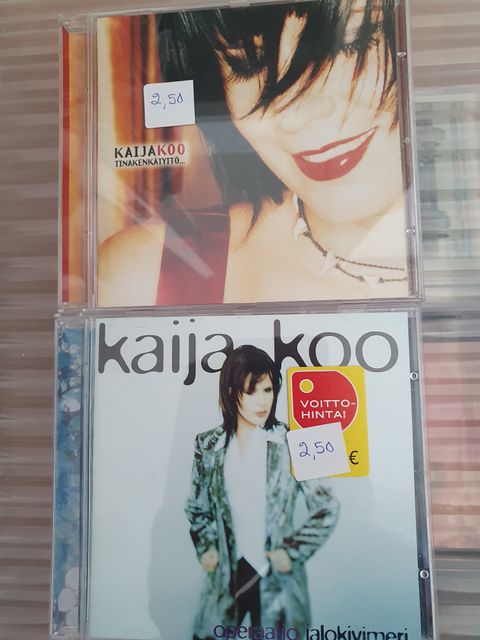 2,50
KAIJAKOO
TINAKENKÄTYTTÖ...
kaija koo
VOITTO-
HINTA!
2,50
€
operaatio jalokivimeri